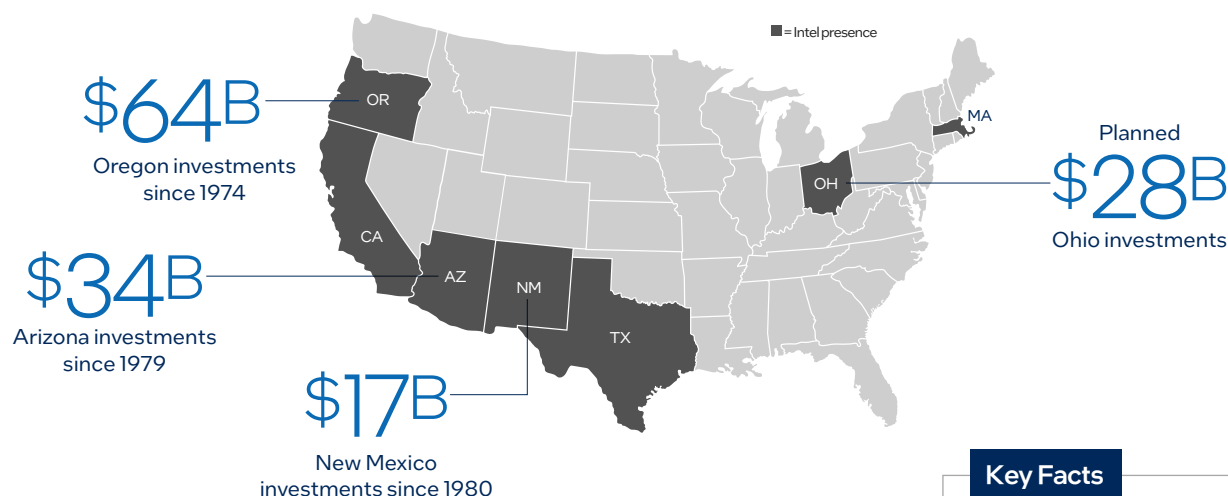 = Intel presence
$64B
Oregon investments
since 1974
OR
MA
Planned
$28B
Ohio investments
OH
CA
$34B
Arizona investments
since 1979
AZ
NM
TX
$17B
New Mexico
investments since 1980
Key Facts